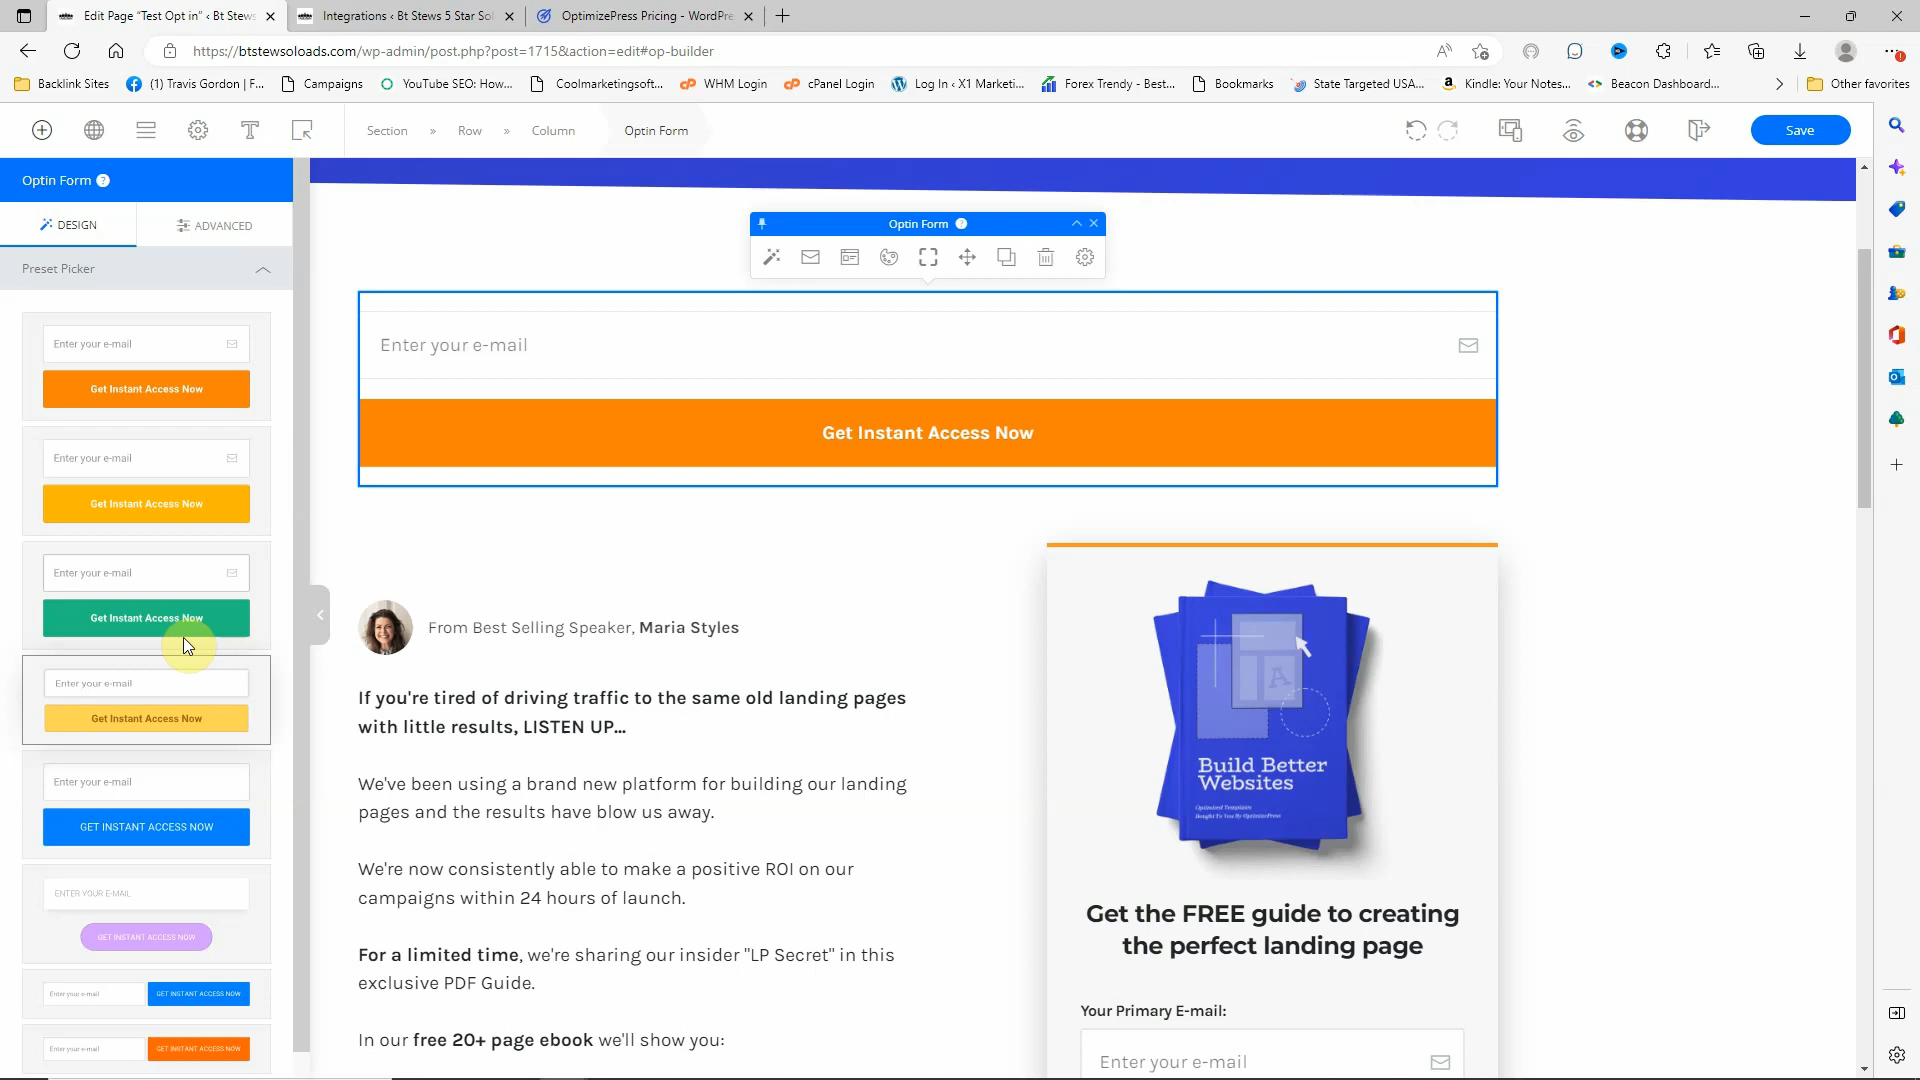 Edit Page "Test Opt in" ‹ Bt Stews
Integrations ‹ Bt Stews 5 Star Sol
OptimizePress Pricing - WordPre
https://btstewsoloads.com/wp-admin/post.php?post=1715&action=edit#op-builder
Backlink Sites
(1) Travis Gordon | F...
Campaigns
YouTube SEO: How...
Coolmarketingsoft...
WHM Login
cPanel Login
Log In ‹ X1 Marketi...
Forex Trendy - Best...
Bookmarks
State Targeted USA...
Kindle: Your Notes...
Beacon Dashboard...
Other favorites
Section » Row » Column Optin Form
Save
Optin Form ?
DESIGN
ADVANCED
Preset Picker
Enter your e-mail
Get Instant Access Now
Enter your e-mail
Get Instant Access Now
Enter your e-mail
Get Instant Access Now
Enter your e-mail
Get Instant Access Now
Enter your e-mail
GET INSTANT ACCESS NOW
ENTER YOUR E-MAIL
GET INSTANT ACCESS NOW
Enter your e-mail GET INSTANT ACCESS NOW
Enter your e-mail GET INSTANT ACCESS NOW
Optin Form ?
Enter your e-mail
Get Instant Access Now
From Best Selling Speaker, Maria Styles
If you're tired of driving traffic to the same old landing pages
with little results, LISTEN UP...
We've been using a brand new platform for building our landing
pages and the results have blow us away.
We're now consistently able to make a positive ROI on our
campaigns within 24 hours of launch.
For a limited time, we're sharing our insider "LP Secret" in this
exclusive PDF Guide.
In our free 20+ page ebook we'll show you:
A
Build Better
Websites
Optimized Templates
Bought To You By OptimizePress
Get the FREE guide to creating
the perfect landing page
Your Primary E-mail:
Enter your e-mail